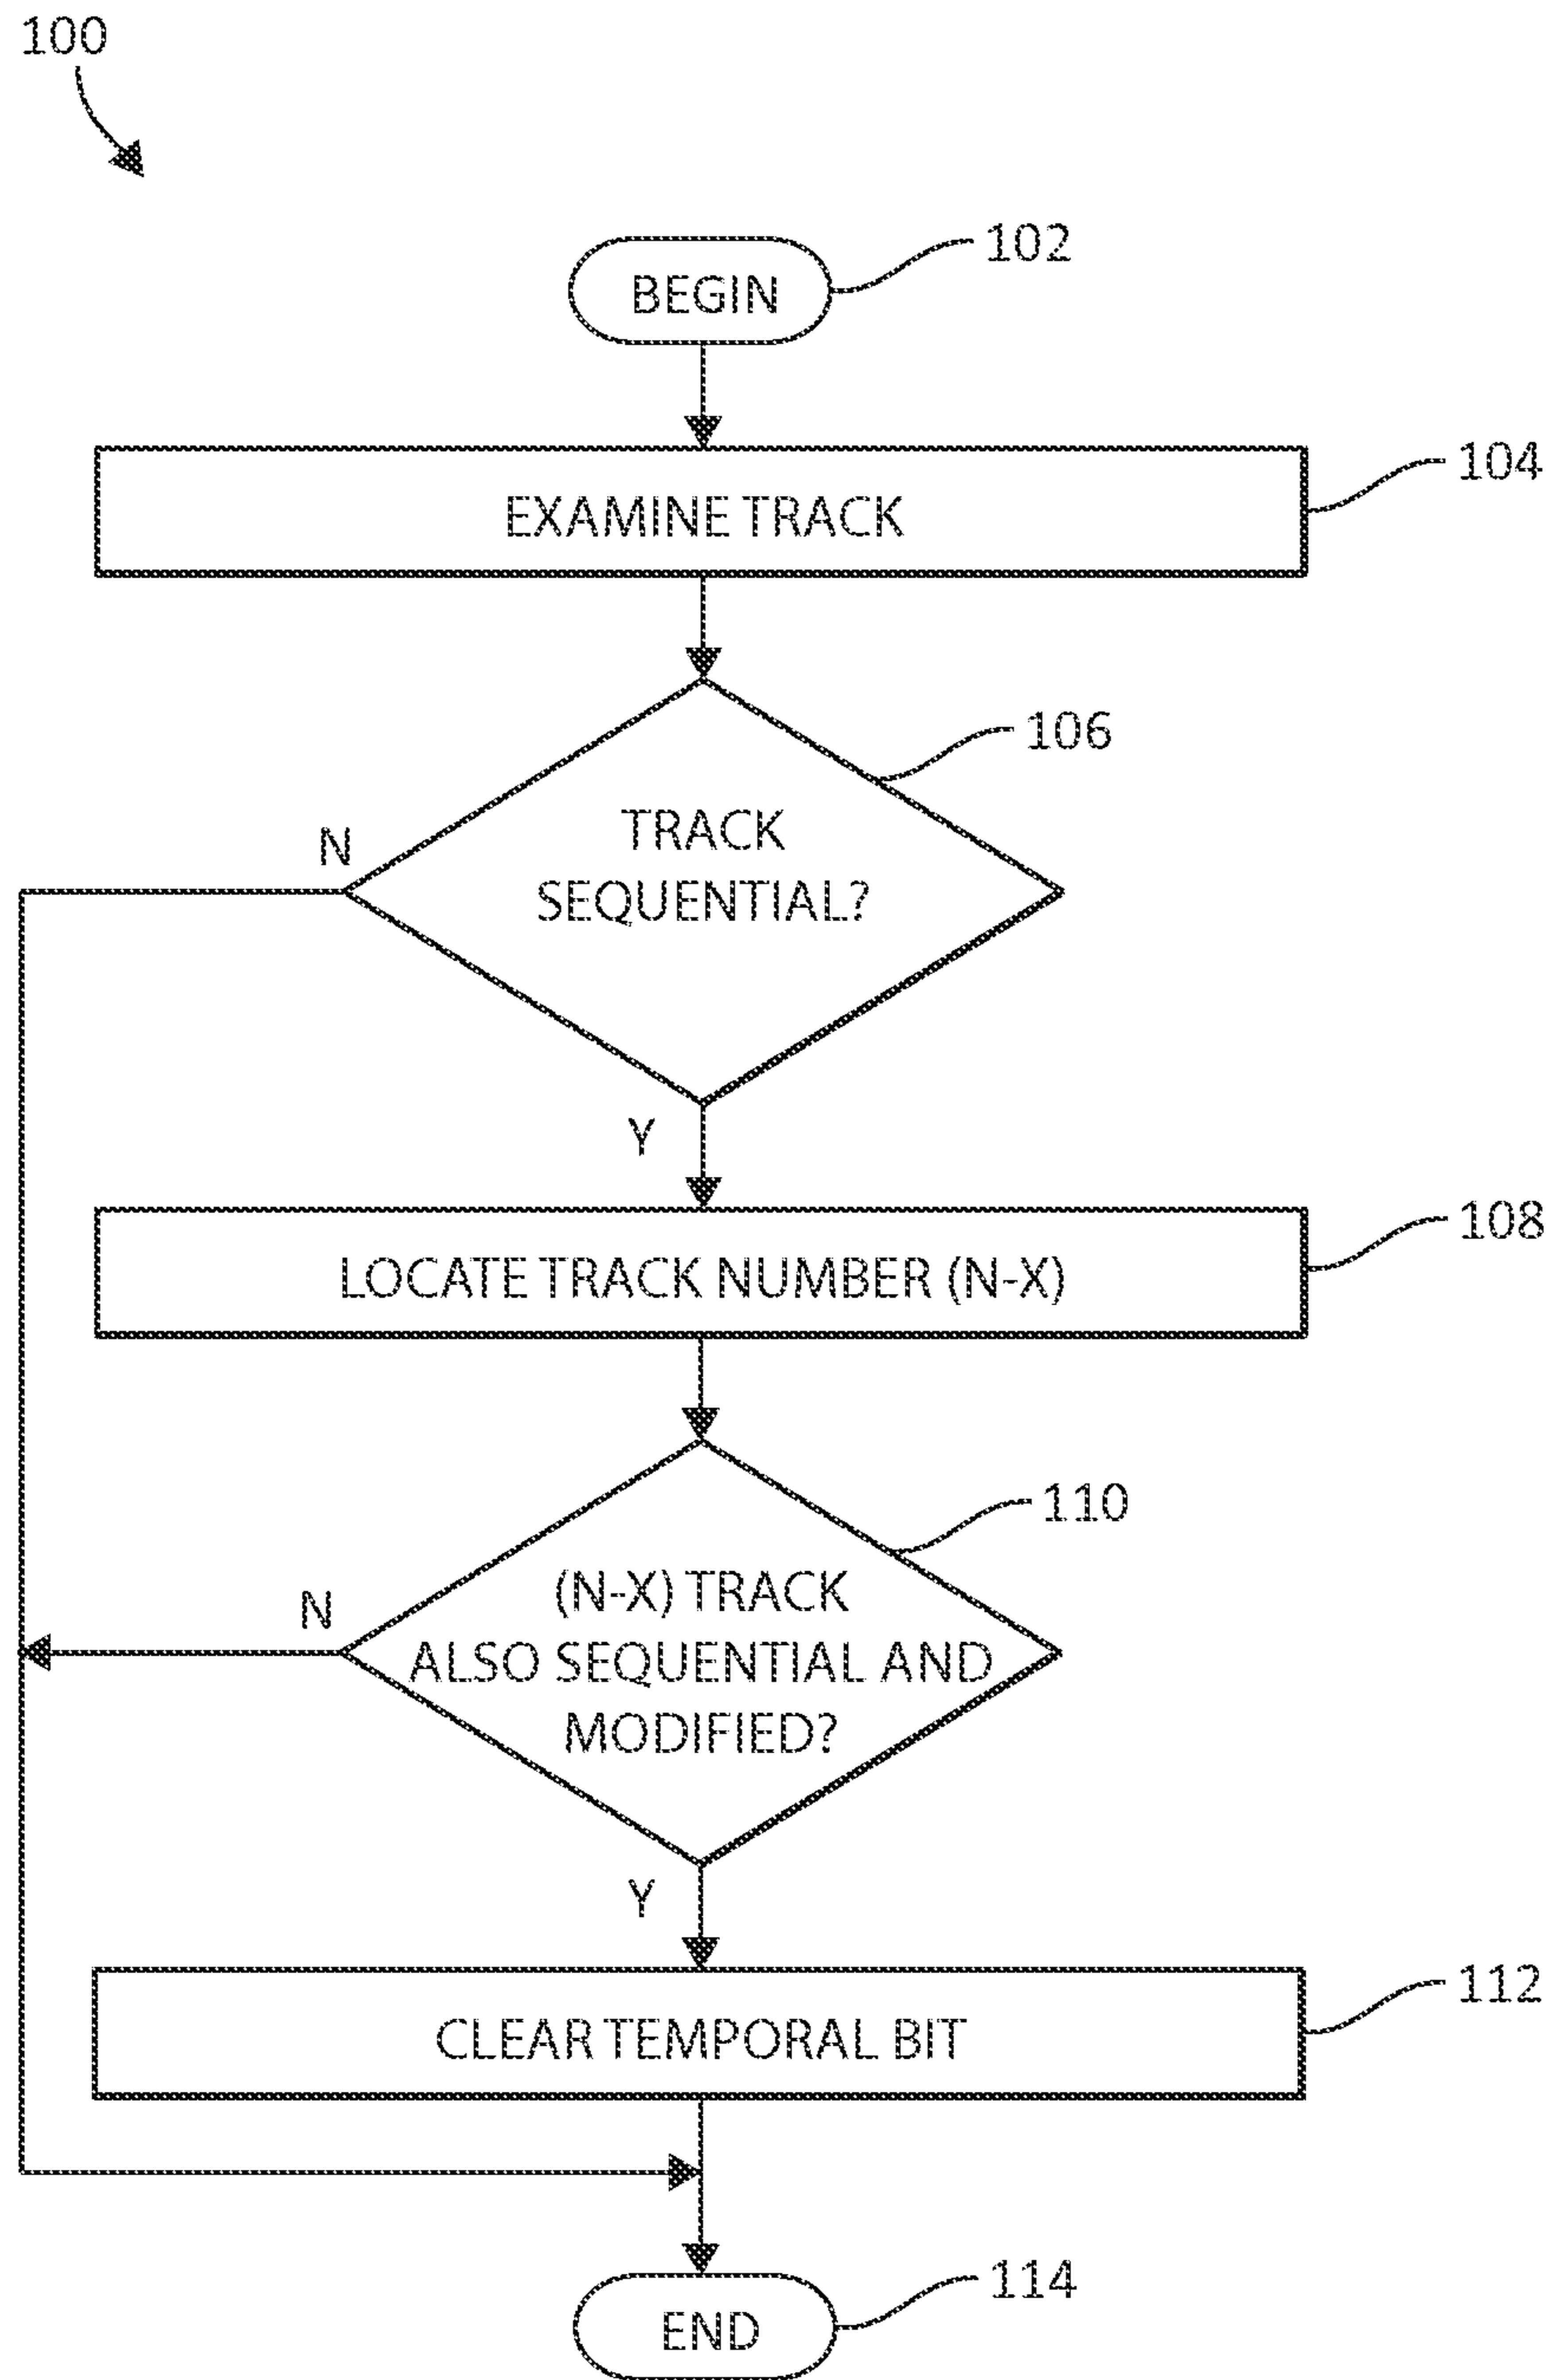 100
BEGIN
102
EXAMINE TRACK
104
106
TRACK
SEQUENTIAL?
N
Y
LOCATE TRACK NUMBER (N-X)
108
110
(N-X) TRACK
ALSO SEQUENTIAL AND
MODIFIED?
N
Y
CLEAR TEMPORAL BIT
112
END
114